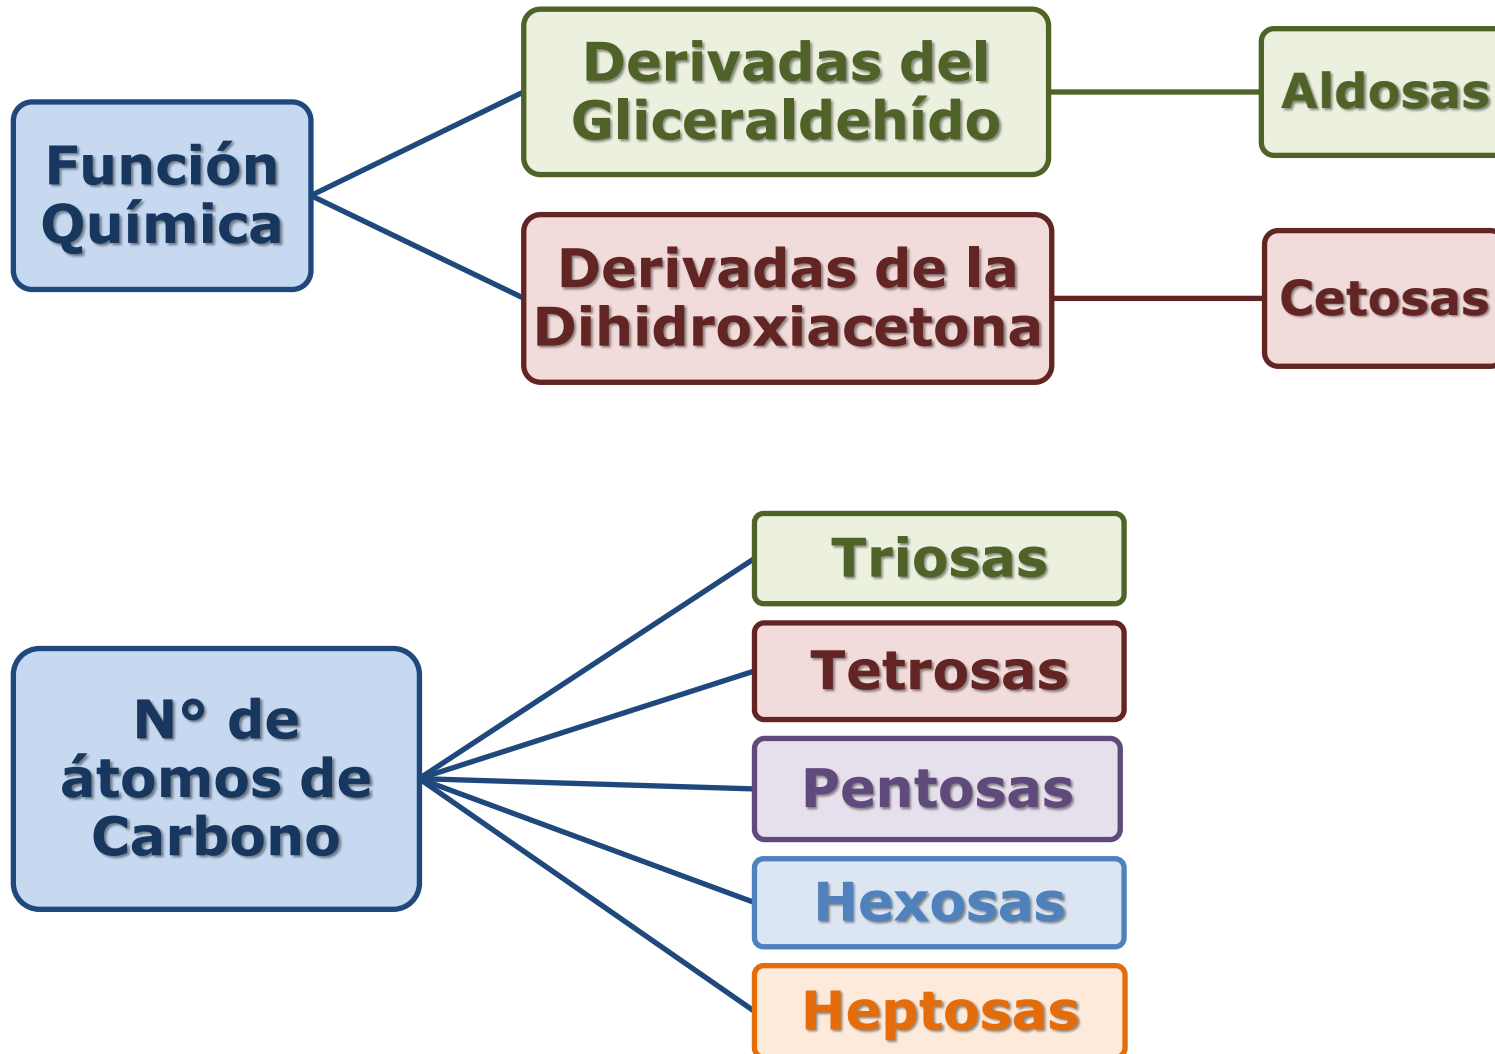 Función
Química
Derivadas del
Gliceraldehído
Aldosas
Derivadas de la
Dihidroxiacetona
Cetosas
N° de
átomos de
Carbono
Triosas
Tetrosas
Pentosas
Hexosas
Heptosas